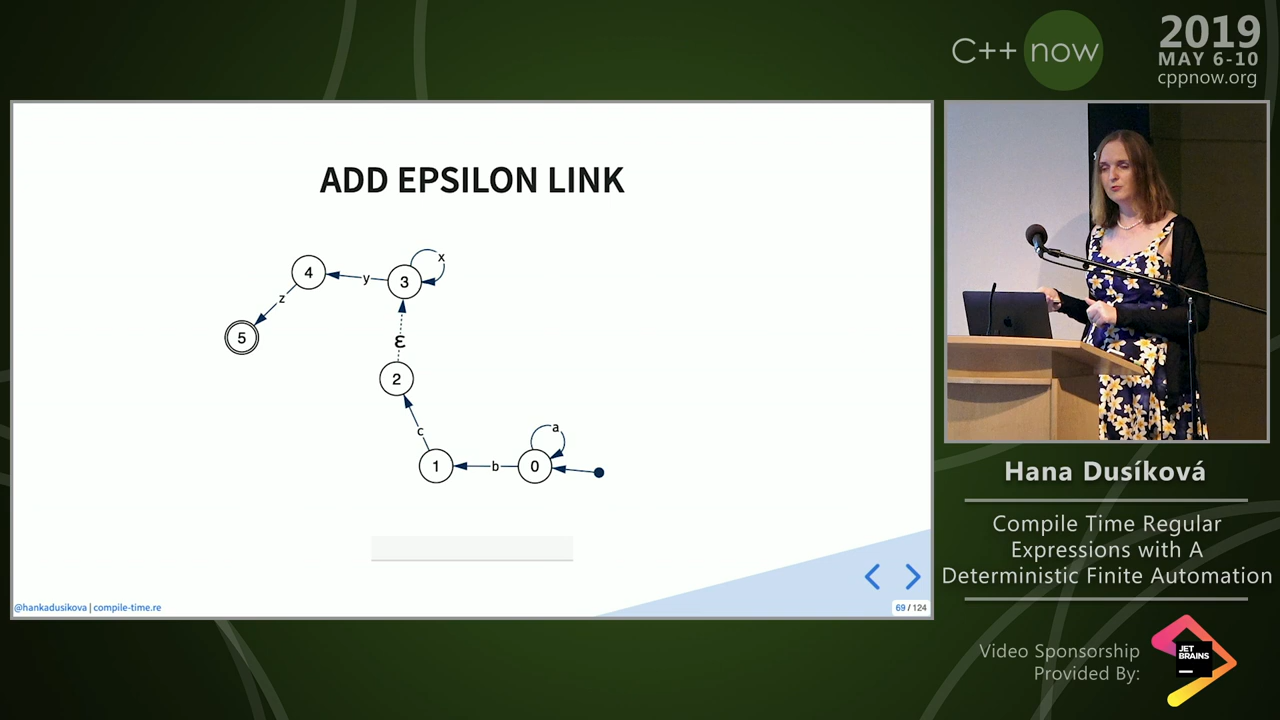 C++ now
2019
MAY 6-10
cppnow.org
ADD EPSILON LINK
4
y
3
x
z
5
ε
2
c
a
1
b
0
@hankadusikova | compile-time.re
69 / 124
Hana Dusíková
Compile Time Regular
Expressions with A
Deterministic Finite Automation
Video Sponsorship
Provided By:
JET
BRAINS